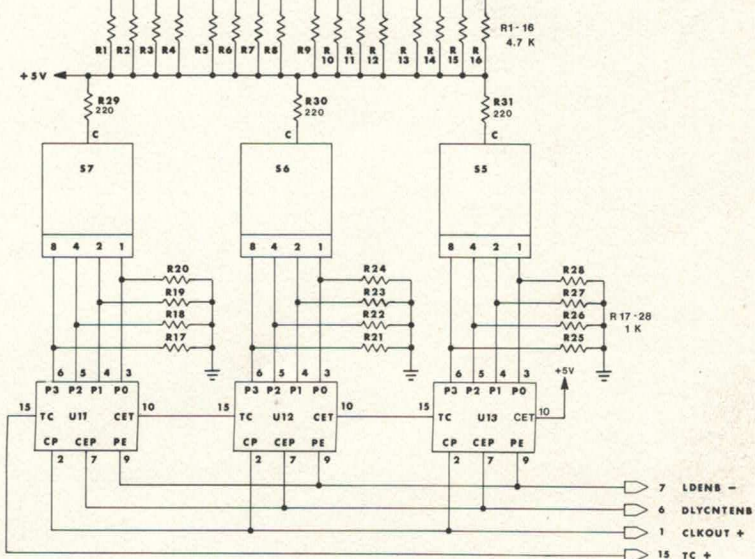 R1 R2 R3 R4 R5 R6 R7 R8 R9 R 10 R 11 R 12 R 13 R 14 R 15 R 16
R1-16
4.7 K
+5V
R29
220
R30
220
R31
220
C C C
S7 S6 S5
8 4 2 1 8 4 2 1 8 4 2 1
R20 R24 R28
R19 R23 R27
R18 R22 R26
R17 R21 R25
R17-28
1 K
+5V
6 5 4 3 6 5 4 3 6 5 4 3
P3 P2 P1 P0 P3 P2 P1 P0 P3 P2 P1 P0
15 TC U11 CET 10 15 TC U12 CET 10 15 TC U13 CET 10
CP CEP PE CP CEP PE CP CEP PE
2 7 9 2 7 9 2 7 9
7 LDENB -
6 DLYCNTENB
1 CLKOUT +
15 TC +